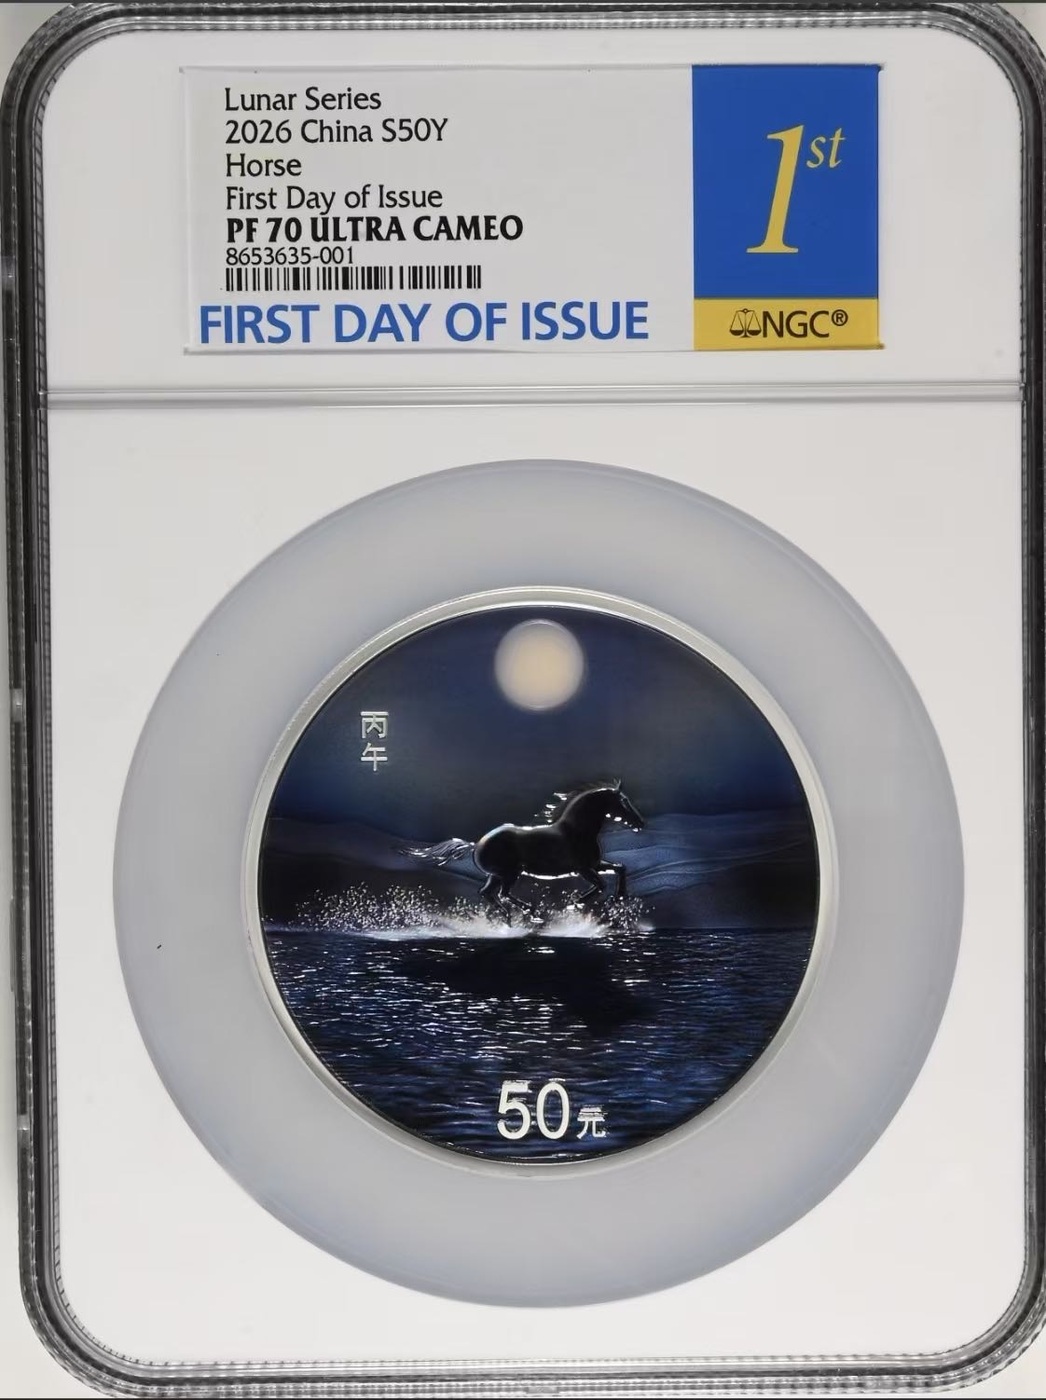 Lunar Series
2026 China S50Y
Horse
First Day of Issue
PF 70 ULTRA CAMEO
8653635-001
FIRST DAY OF ISSUE
1st
NGC®
丙
午
50元